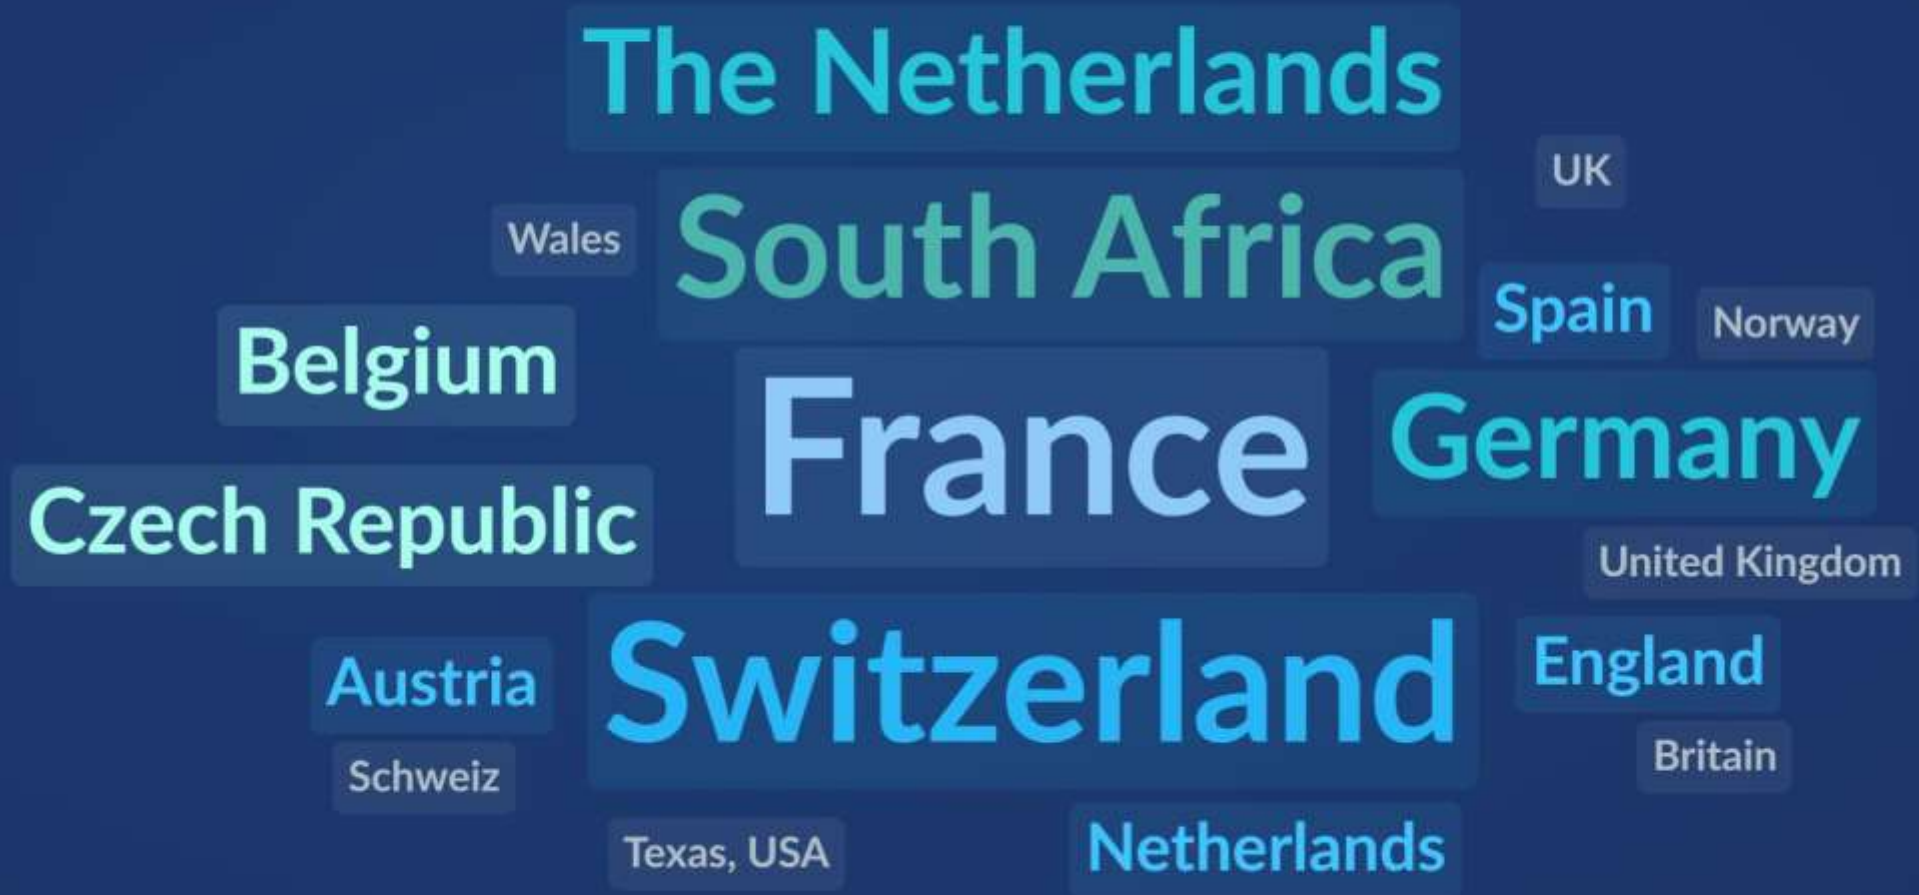 The Netherlands
UK
Wales
South Africa
Spain
Norway
Belgium
France
Germany
Czech Republic
United Kingdom
Austria
Switzerland
England
Schweiz
Britain
Texas, USA
Netherlands